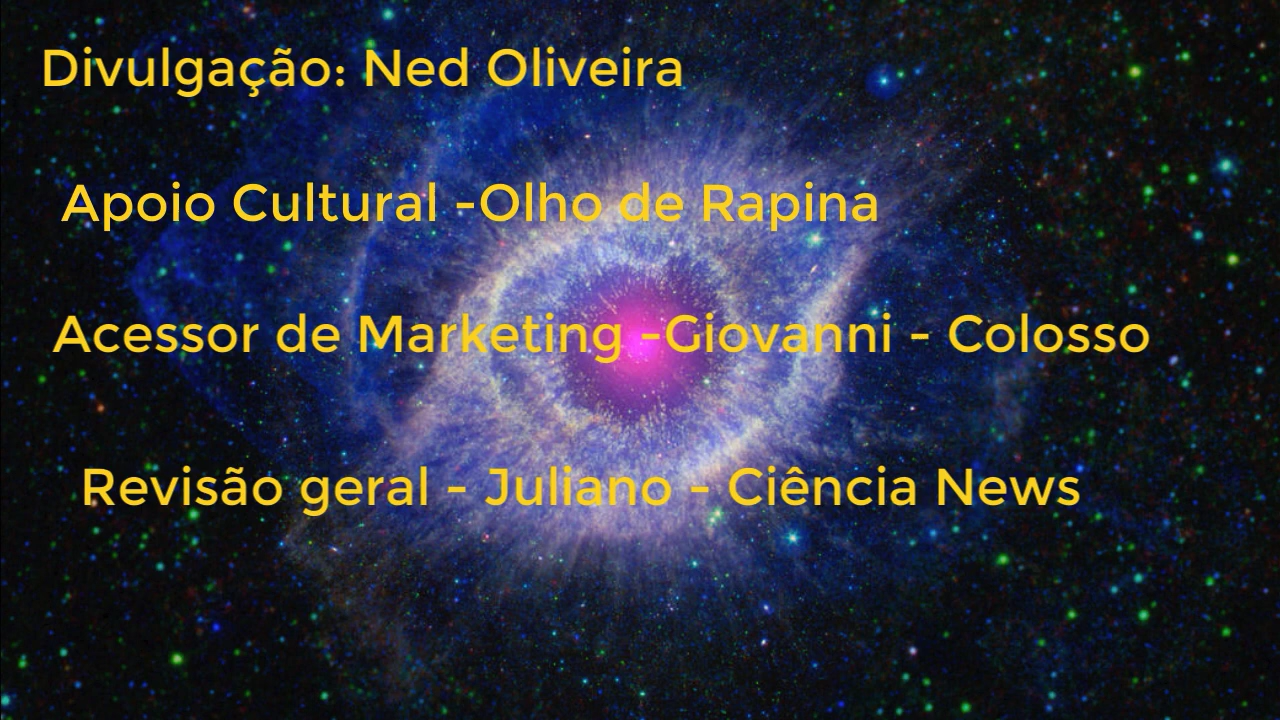 Divulgação: Ned Oliveira
Apoio Cultural -Olho de Rapina
Acessor de Marketing -Giovanni - Colosso
Revisão geral - Juliano - Ciência News